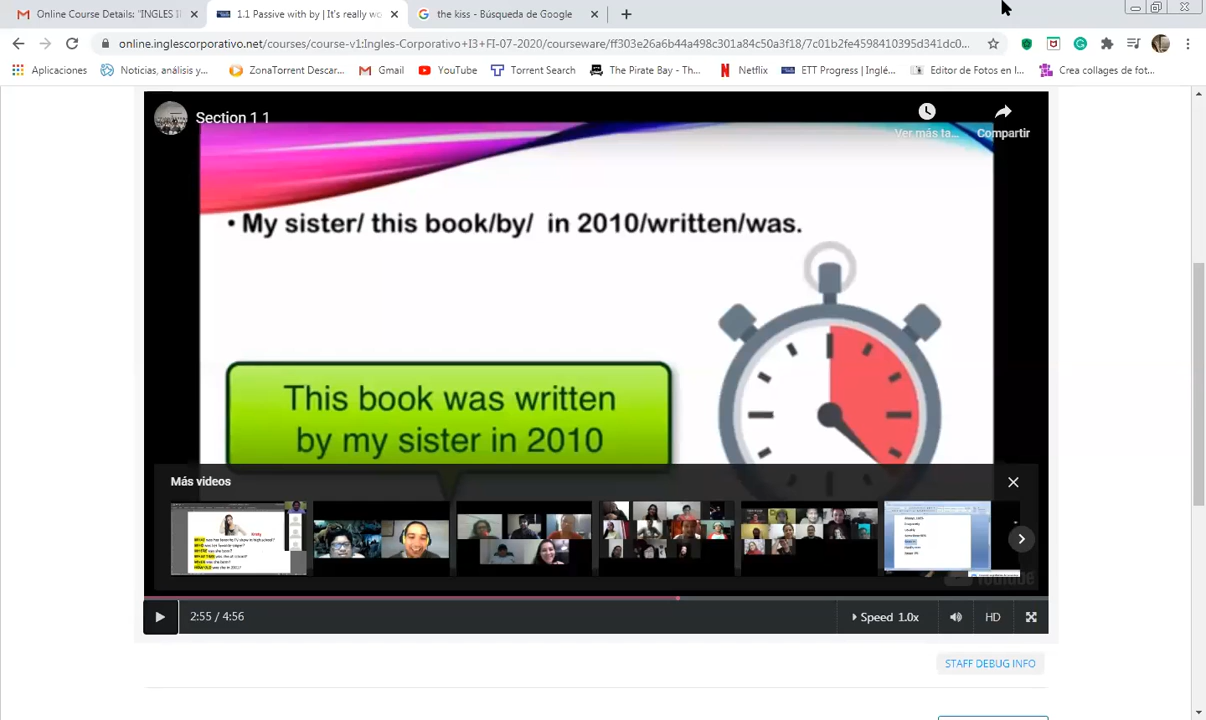 Online Course Details: "INGLES I
1.1 Passive with by | It's really wo
the kiss - Búsqueda de Google
online.inglescorporativo.net/courses/course-v1:Ingles-Corporativo+I3+FI-07-2020/courseware/ff303e26a6b44a498c301a84c50a3f18/7c01b2fe4598410395d341dc0...
Aplicaciones Noticias, análisis y... ZonaTorrent Descar... Gmail YouTube Torrent Search The Pirate Bay - Th... Netflix ETT Progress | Inglé... Editor de Fotos en l... Crea collages de fot...
Section 1 1
Ver más ta... Compartir
• My sister/ this book/by/ in 2010/written/was.
This book was written
by my sister in 2010
Más videos
YouTube
2:55 / 4:56 Speed 1.0x HD
STAFF DEBUG INFO